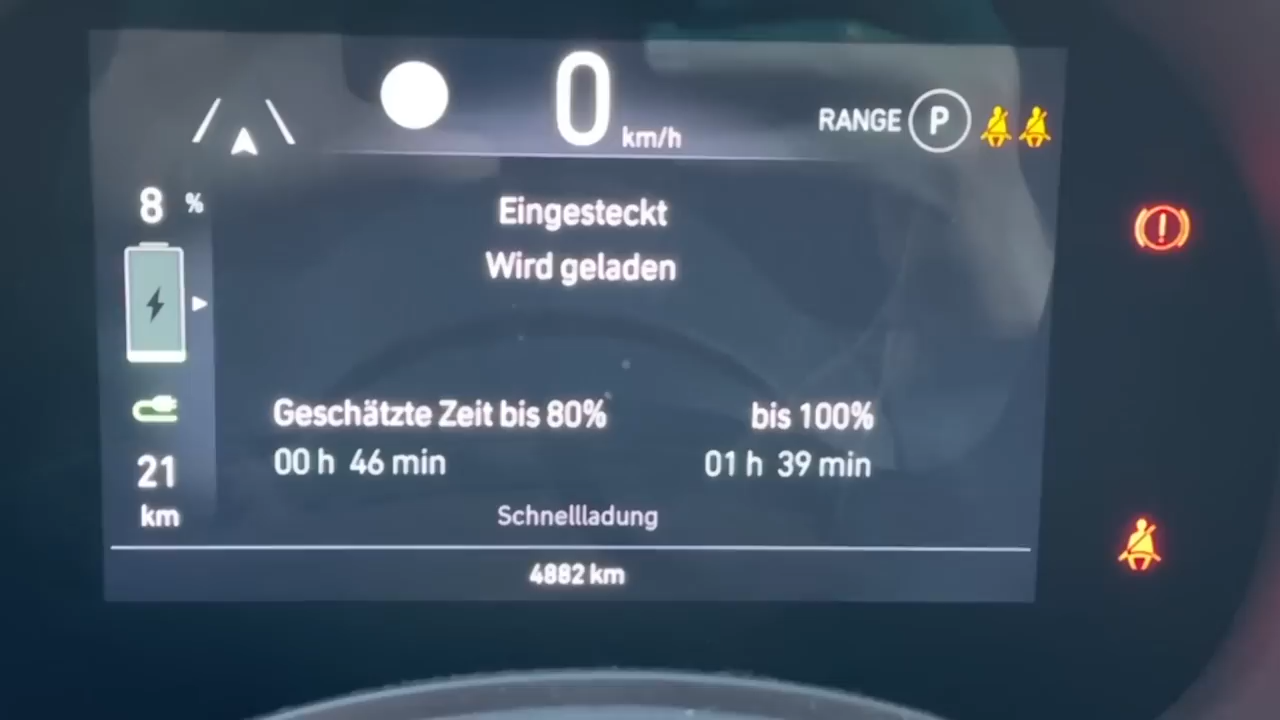 0 km/h
RANGE P
8 %
Eingesteckt
Wird geladen
Geschätzte Zeit bis 80% bis 100%
00 h 46 min 01 h 39 min
21
km
Schnellladung
4882 km